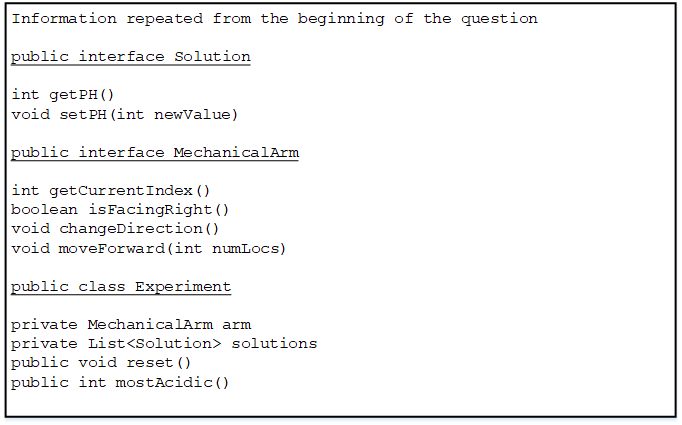 Information repeated from the beginning of the question
public interface Solution
int getPH()
void setPH(int newValue)
public interface MechanicalArm
int getCurrentIndex()
boolean isFacingRight()
void changeDirection()
void moveForward(int numLocs)
public class Experiment
private MechanicalArm arm
private List<Solution> solutions
public void reset()
public int mostAcidic()